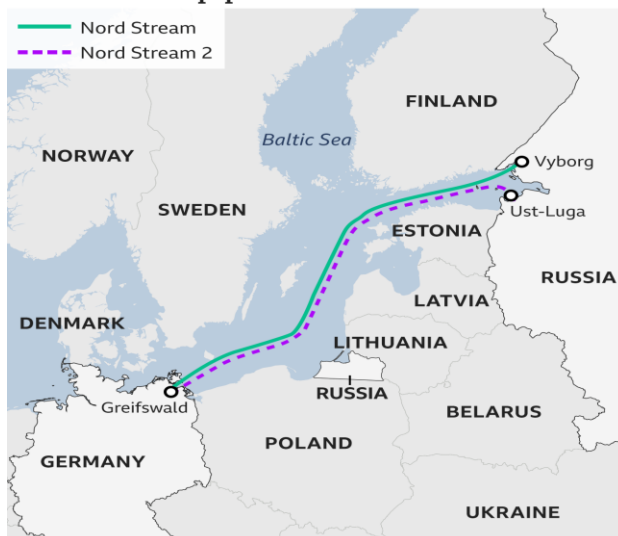 Nord Stream
Nord Stream 2
FINLAND
Baltic Sea
NORWAY
Vyborg
SWEDEN
Ust-Luga
ESTONIA
RUSSIA
LATVIA
DENMARK
LITHUANIA
RUSSIA
Greifswald
BELARUS
POLAND
GERMANY
UKRAINE